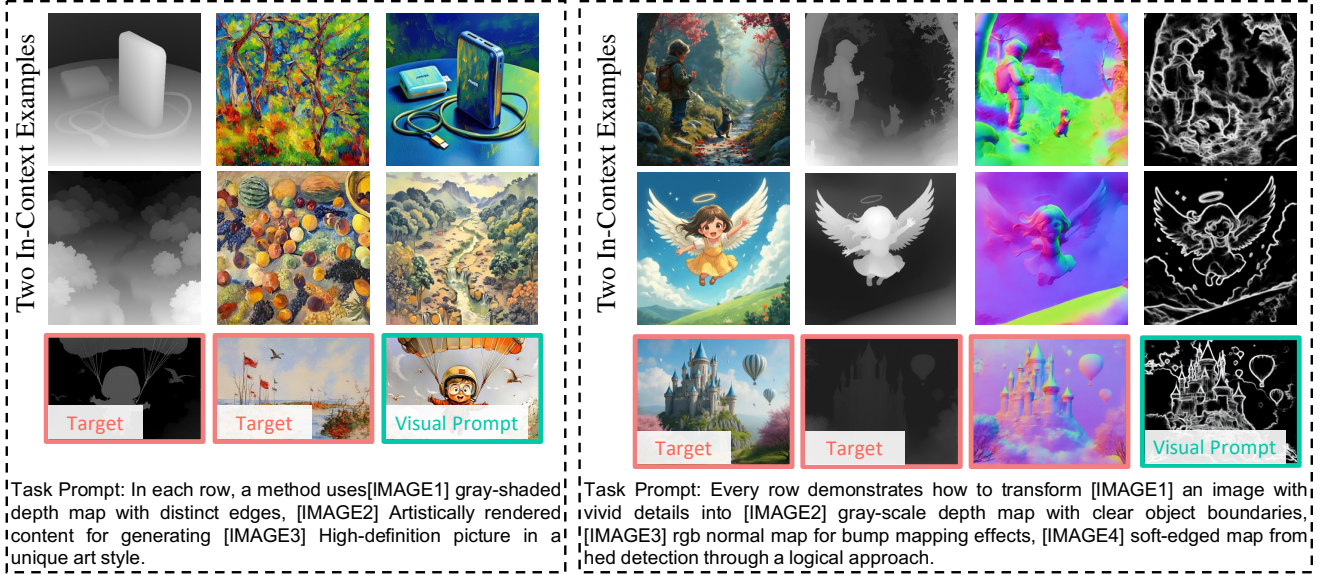 Two In-Context Examples
Target
Target
Visual Prompt
Task Prompt: In each row, a method uses[IMAGE1] gray-shaded
depth map with distinct edges, [IMAGE2] Artistically rendered
content for generating [IMAGE3] High-definition picture in a
unique art style.
Two In-Context Examples
Target
Target
Visual Prompt
Task Prompt: Every row demonstrates how to transform [IMAGE1] an image with
vivid details into [IMAGE2] gray-scale depth map with clear object boundaries,
[IMAGE3] rgb normal map for bump mapping effects, [IMAGE4] soft-edged map from
hed detection through a logical approach.